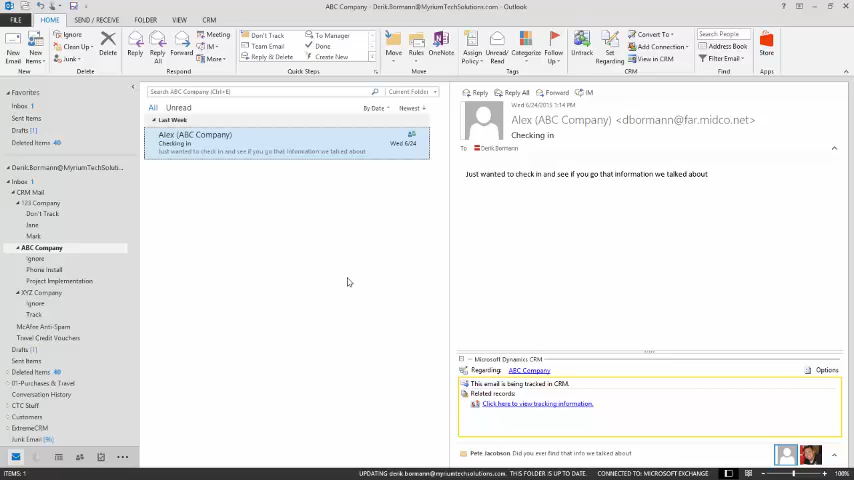 ABC Company - Derik.Bormann@MyriumTechSolutions.com - Outlook
FILE HOME SEND / RECEIVE FOLDER VIEW CRM
New Email
New Items
New
Ignore
Clean Up
Junk
Delete
Delete
Reply
Reply All
Forward
Meeting
IM
More
Respond
Don't Track
Team Email
Reply & Delete
To Manager
Done
Create New
Quick Steps
Move
Rules
OneNote
Move
Assign Policy
Unread/ Read
Categorize
Follow Up
Tags
Untrack
Set Regarding
Convert To
Add Connection
View in CRM
CRM
Search People
Address Book
Filter Email
Find
Store
Apps
Favorites
Inbox 1
Sent Items
Drafts [1]
Deleted Items 40
Derik.Bormann@MyriumTechSoluti...
Inbox 1
CRM Mail
123 Company
Don't Track
Jane
Mark
ABC Company
Ignore
Phone Install
Project Implementation
XYZ Company
Ignore
Track
McAfee Anti-Spam
Travel Credit Vouchers
Drafts [1]
Sent Items
Deleted Items 40
01-Purchases & Travel
Conversation History
CTC Stuff
Customers
ExtremeCRM
Junk Email [96]
Search ABC Company (Ctrl+E) Current Folder
All Unread By Date Newest
Last Week
Alex (ABC Company)
Checking in Wed 6/24
Just wanted to check in and see if you go that information we talked about
Reply Reply All Forward IM
Wed 6/24/2015 1:14 PM
Alex (ABC Company) <dbormann@far.midco.net>
Checking in
To Derik Bormann
Just wanted to check in and see if you go that information we talked about
Microsoft Dynamics CRM
Regarding: ABC Company Options
This email is being tracked in CRM.
Related records:
Click here to view tracking information.
Pete Jacobson Did you ever find that info we talked about
ITEMS: 1 UPDATING derik.bormann@myriumtechsolutions.com. THIS FOLDER IS UP TO DATE. CONNECTED TO: MICROSOFT EXCHANGE 100%